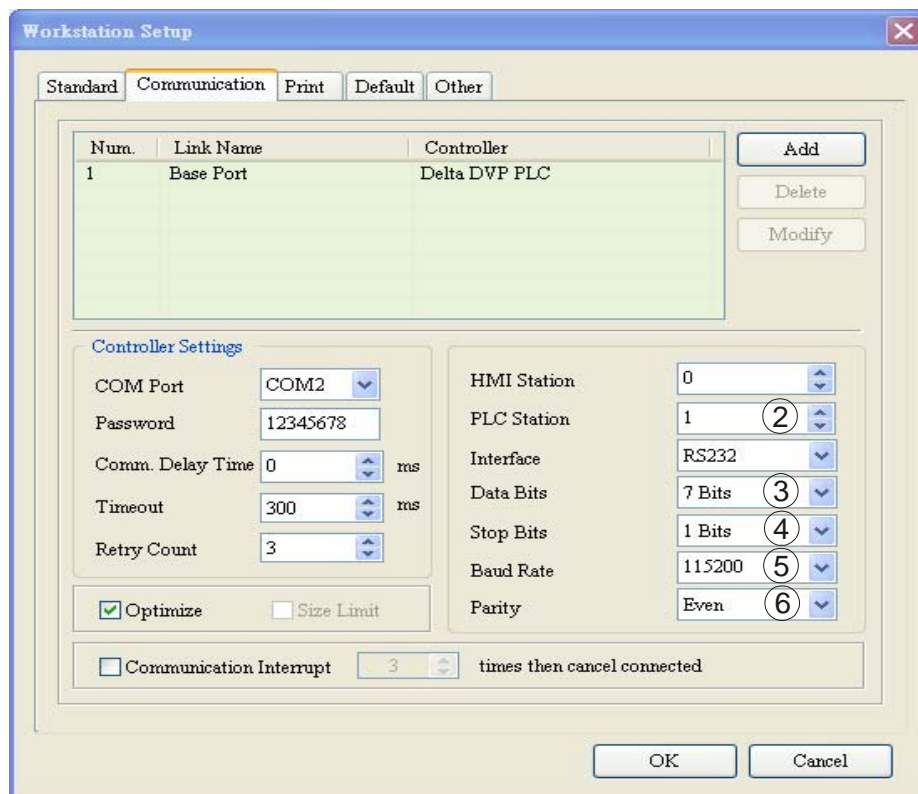 Workstation Setup
Standard Communication Print Default Other
Num. Link Name Controller
1 Base Port Delta DVP PLC
Add
Delete
Modify
Controller Settings
COM Port COM2
Password 12345678
Comm. Delay Time 0 ms
Timeout 300 ms
Retry Count 3
HMI Station 0
PLC Station 1 ②
Interface RS232
Data Bits 7 Bits ③
Stop Bits 1 Bits ④
Baud Rate 115200 ⑤
Parity Even ⑥
Optimize Size Limit
Communication Interrupt 3 times then cancel connected
OK Cancel